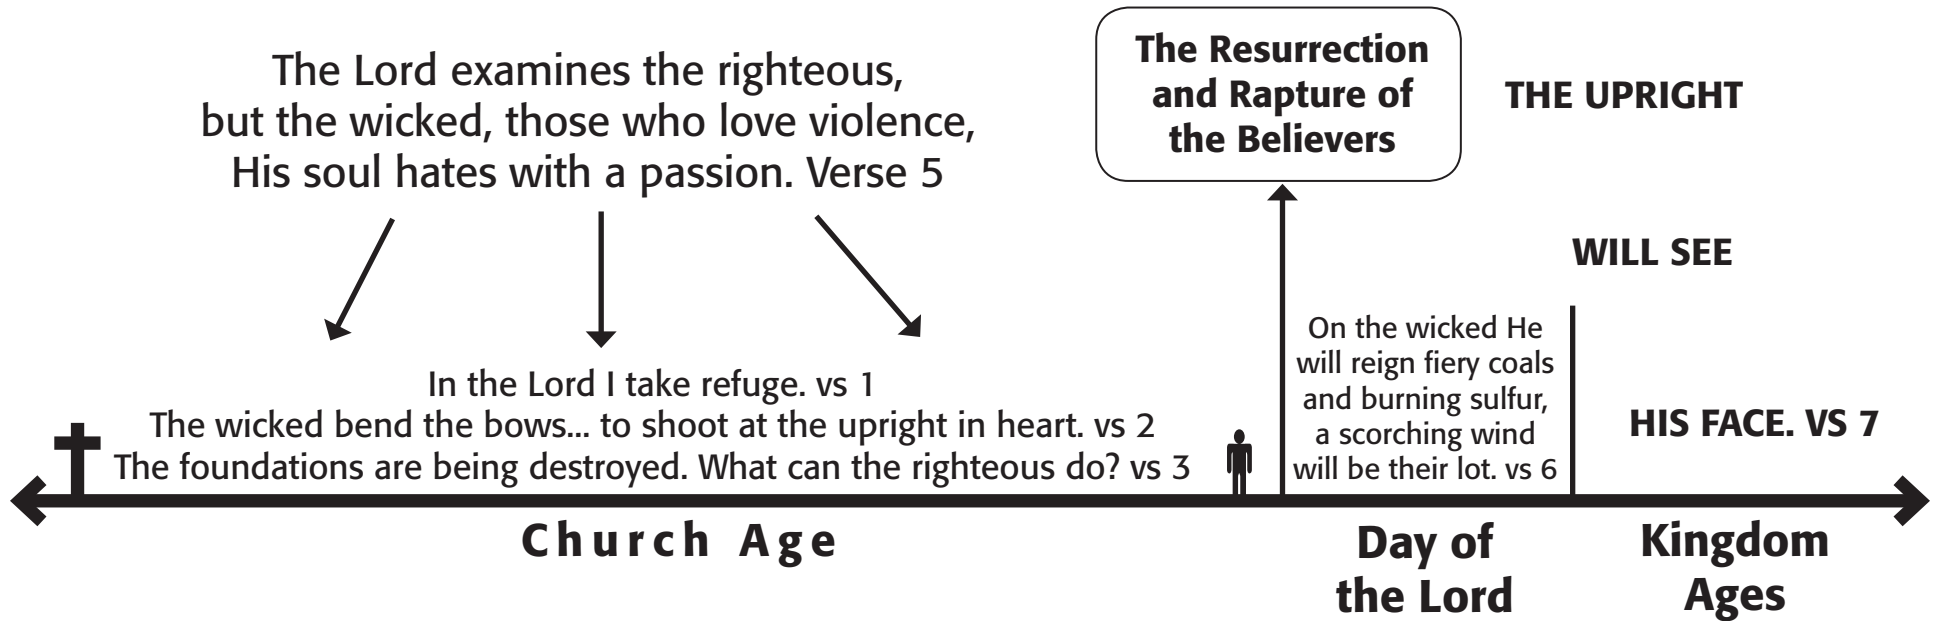 The Lord examines the righteous,
but the wicked, those who love violence,
His soul hates with a passion. Verse 5
The Resurrection
and Rapture of
the Believers
THE UPRIGHT
WILL SEE
HIS FACE. VS 7
In the Lord I take refuge. vs 1
The wicked bend the bows... to shoot at the upright in heart. vs 2
The foundations are being destroyed. What can the righteous do? vs 3
On the wicked He
will reign fiery coals
and burning sulfur,
a scorching wind
will be their lot. vs 6
Church Age
Day of
the Lord
Kingdom
Ages